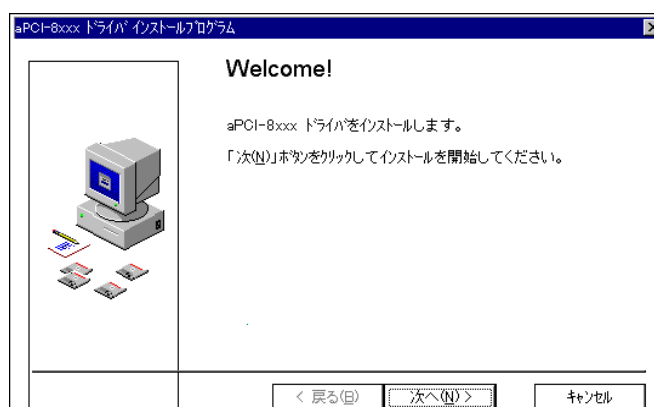 aPCI-8xxx ﾄﾞﾗｲﾊﾞ ｲﾝｽﾄｰﾙﾌﾟﾛｸﾞﾗﾑ
Welcome!
aPCI-8xxx ﾄﾞﾗｲﾊﾞをｲﾝｽﾄｰﾙします。
「次(N)」ﾎﾞﾀﾝをｸﾘｯｸしてｲﾝｽﾄｰﾙを開始してください。
< 戻る(B)
次へ(N) >
ｷｬﾝｾﾙ